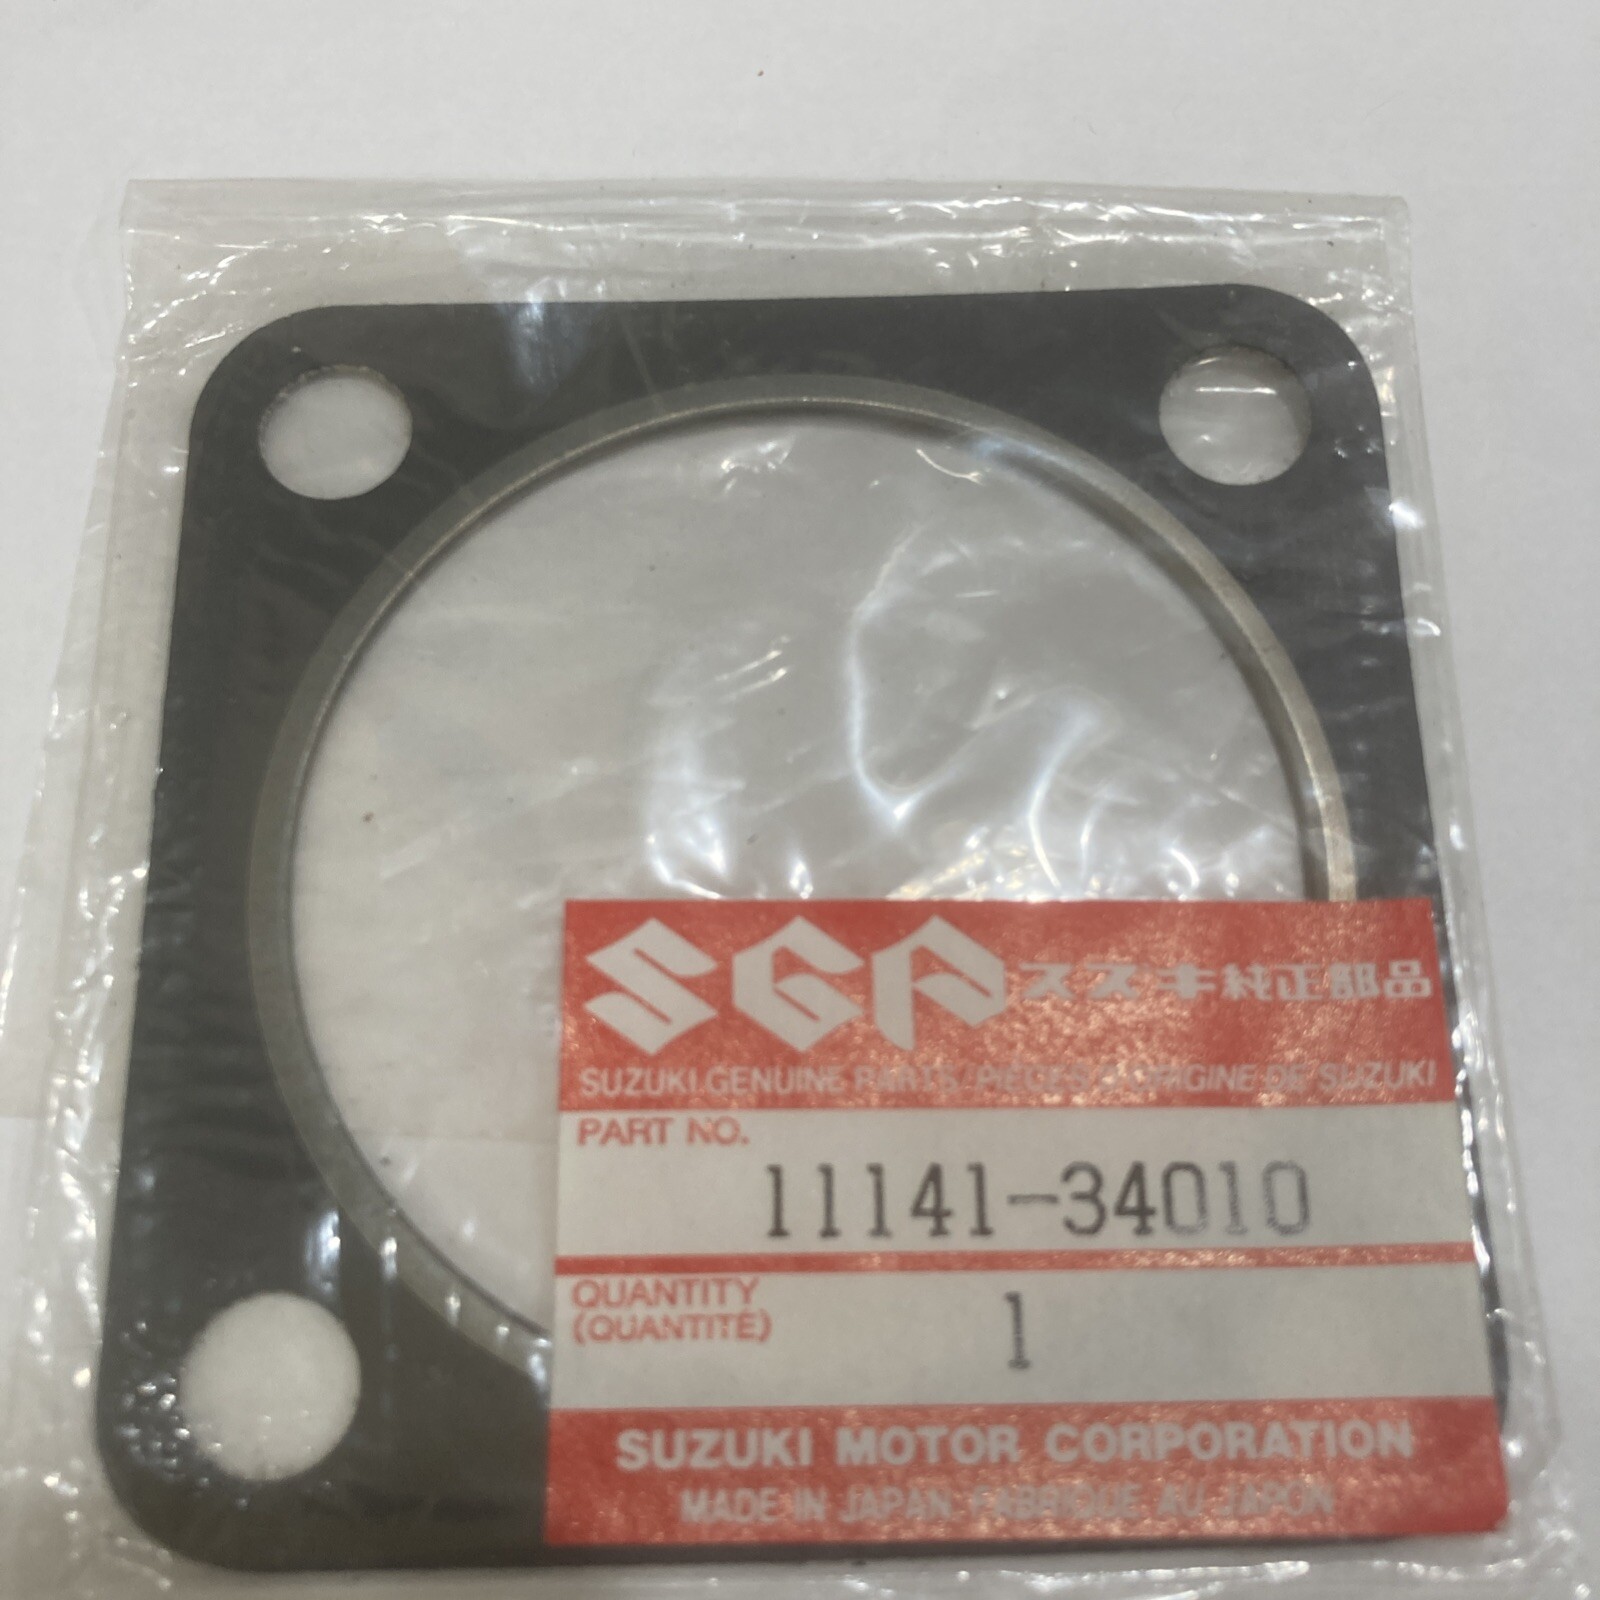 SGP スズキ純正部品
SUZUKI GENUINE PARTS/PIECES D'ORIGINE DE SUZUKI
PART NO.
11141-34010
QUANTITY
(QUANTITÉ)
1
SUZUKI MOTOR CORPORATION
MADE IN JAPAN FABRIQUE AU JAPON